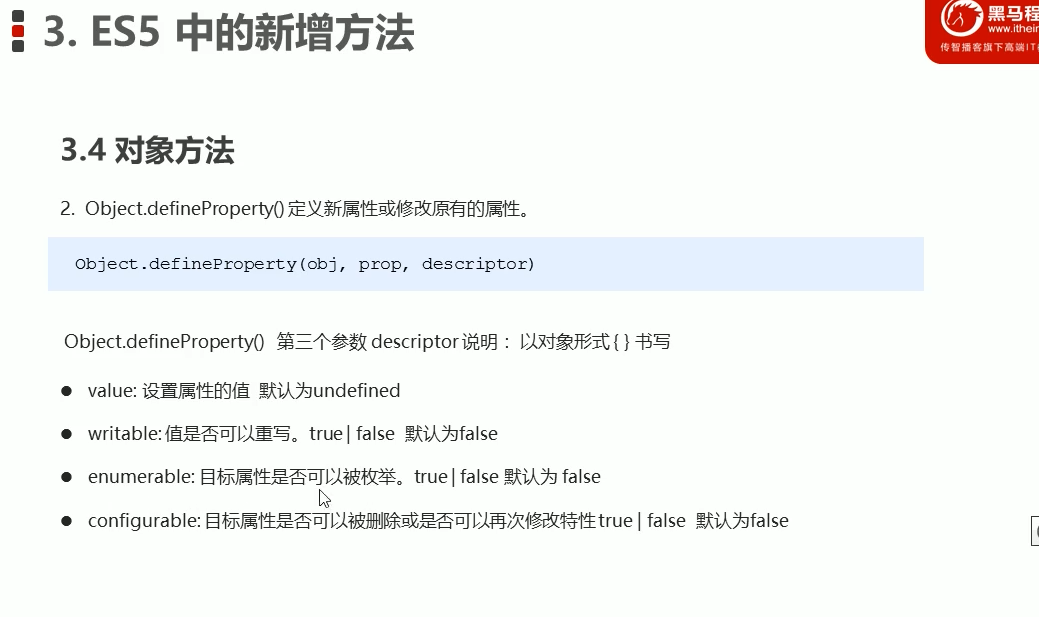 3. ES5 中的新增方法
黑马程
www.itheim
传智播客旗下高端IT
3.4 对象方法
2. Object.defineProperty() 定义新属性或修改原有的属性。
Object.defineProperty(obj, prop, descriptor)
Object.defineProperty() 第三个参数 descriptor 说明： 以对象形式 { } 书写
● value: 设置属性的值 默认为undefined
● writable: 值是否可以重写。true | false 默认为false
● enumerable: 目标属性是否可以被枚举。true | false 默认为 false
● configurable: 目标属性是否可以被删除或是否可以再次修改特性 true | false 默认为false